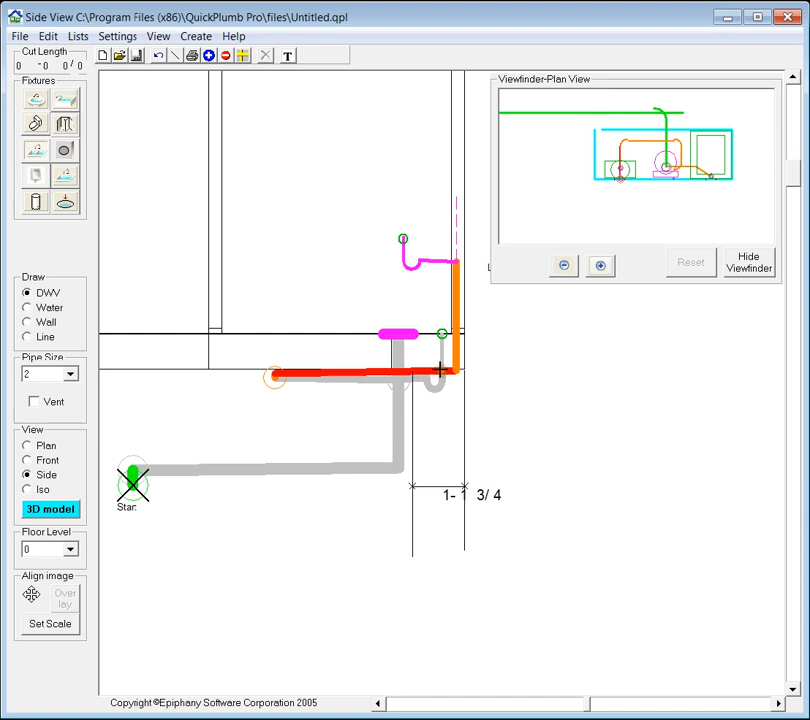 Side View C:\Program Files (x86)\QuickPlumb Pro\files\Untitled.qpl
File Edit Lists Settings View Create Help
Cut Length
0 -0 0/0
Fixtures
T
Viewfinder-Plan View
Reset
Hide
Viewfinder
Draw
DWV
Water
Wall
Line
Pipe Size
2
Vent
View
Plan
Front
Side
Iso
3D model
Floor Level
0
Align image
Over
lay
Set Scale
Star:
1- 1 3/ 4
Copyright ©Epiphany Software Corporation 2005